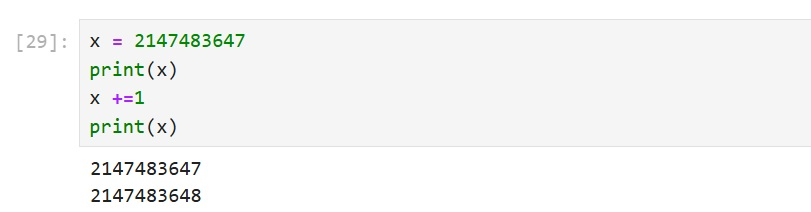 [29]: x = 2147483647
print(x)
x +=1
print(x)
2147483647
2147483648